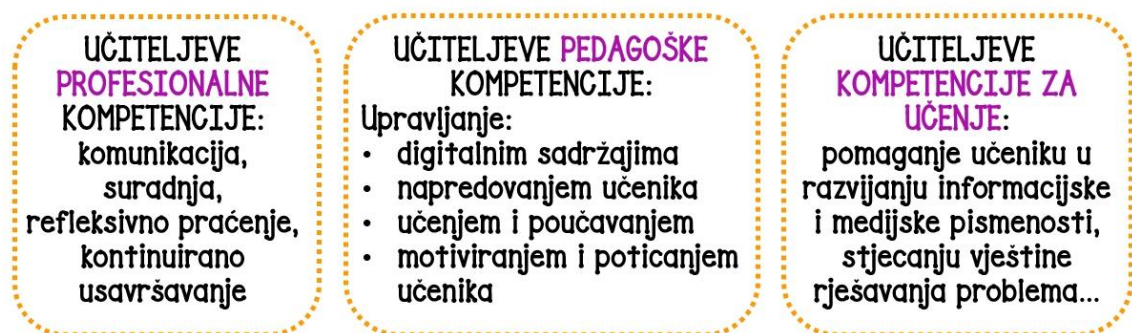 UČITELJEVE
PROFESIONALNE
KOMPETENCIJE:
komunikacija,
suradnja,
refleksivno praćenje,
kontinuirano
usavršavanje
UČITELJEVE PEDAGOŠKE
KOMPETENCIJE:
Upravljanje:
• digitalnim sadržajima
• napredovanjem učenika
• učenjem i poučavanjem
• motiviranjem i poticanjem
učenika
UČITELJEVE
KOMPETENCIJE ZA
UČENJE:
pomaganje učeniku u
razvijanju informacijske
i medijske pismenosti,
stjecanju vještine
rješavanja problema...